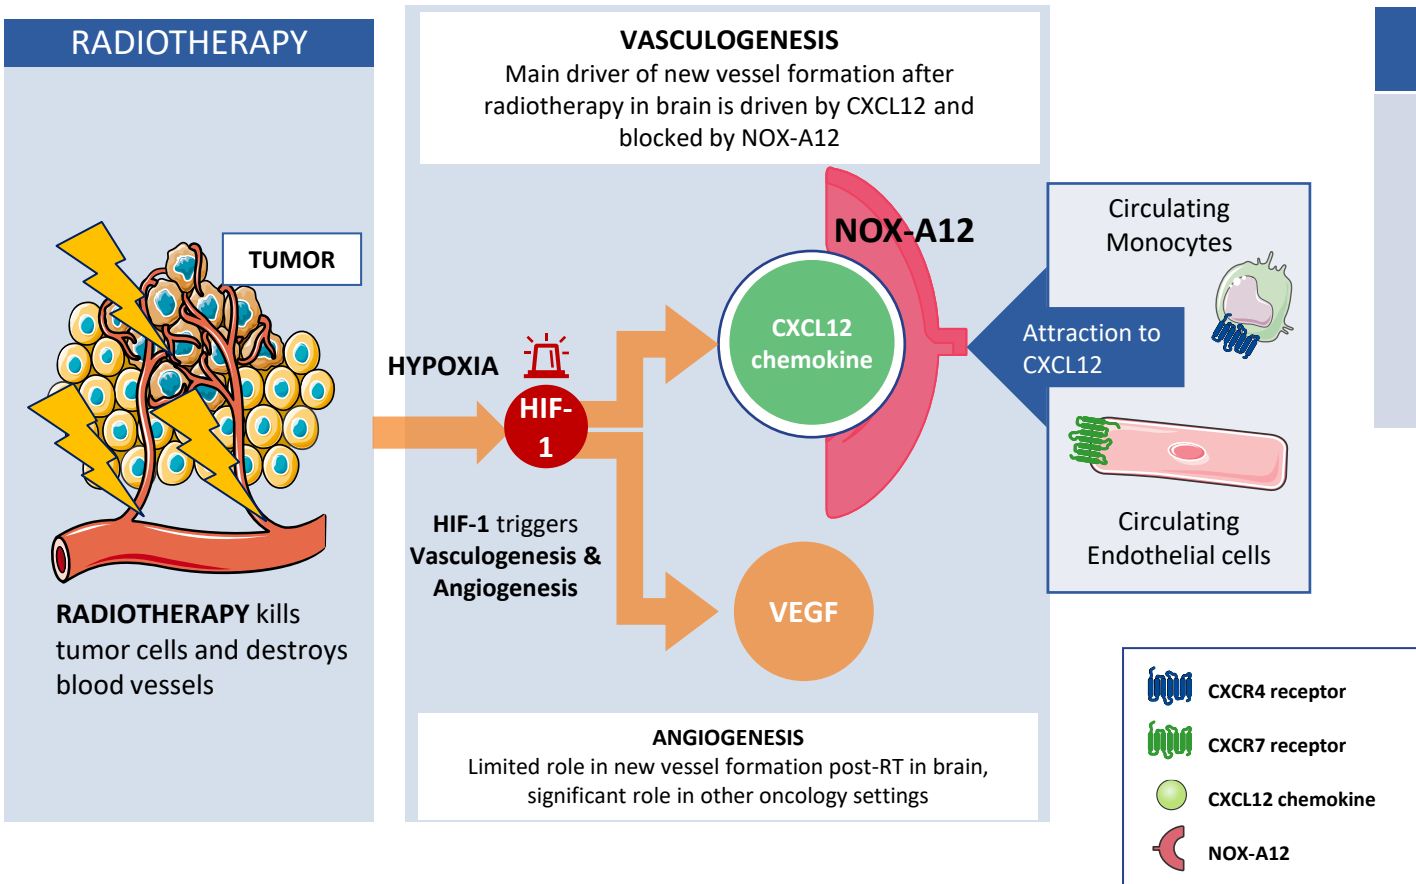 RADIOTHERAPY
TUMOR
RADIOTHERAPY kills
tumor cells and destroys
blood vessels
VASCULOGENESIS
Main driver of new vessel formation after
radiotherapy in brain is driven by CXCL12 and
blocked by NOX-A12
NOX-A12
HYPOXIA
HIF-
1
CXCL12
chemokine
HIF-1 triggers
Vasculogenesis &
Angiogenesis
VEGF
ANGIOGENESIS
Limited role in new vessel formation post-RT in brain,
significant role in other oncology settings
Circulating
Monocytes
Attraction to
CXCL12
Circulating
Endothelial cells
CXCR4 receptor
CXCR7 receptor
CXCL12 chemokine
NOX-A12